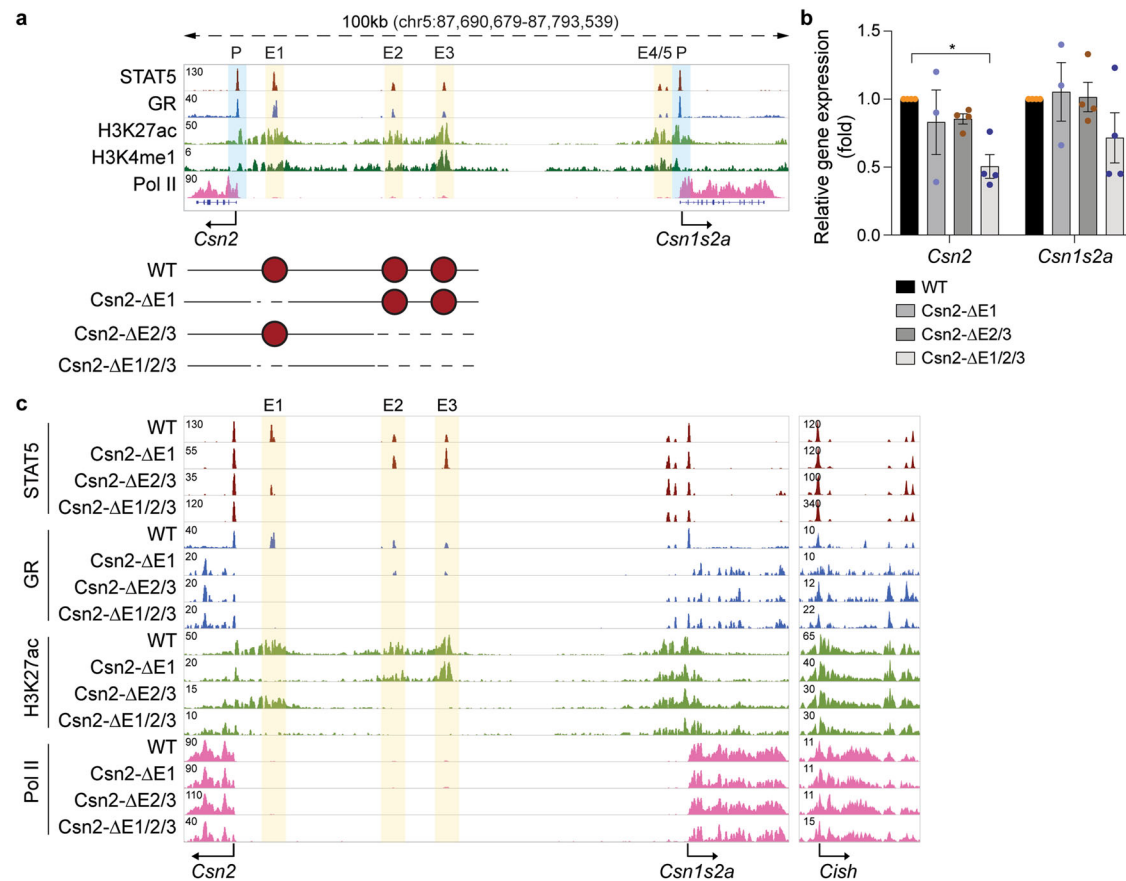 a
100kb (chr5:87,690,679-87,793,539)
P E1 E2 E3 E4/5 P
STAT5 130
GR 40
H3K27ac 50
H3K4me1 6
Pol II 90
Csn2 Csn1s2a
WT
Csn2-ΔE1
Csn2-ΔE2/3
Csn2-ΔE1/2/3
b
Relative gene expression
(fold)
1.5
1.0
0.5
0.0
*
Csn2 Csn1s2a
WT
Csn2-ΔE1
Csn2-ΔE2/3
Csn2-ΔE1/2/3
c
E1 E2 E3
STAT5
WT 130 120
Csn2-ΔE1 55 120
Csn2-ΔE2/3 35 100
Csn2-ΔE1/2/3 120 340
GR
WT 40 10
Csn2-ΔE1 20 10
Csn2-ΔE2/3 20 12
Csn2-ΔE1/2/3 20 22
H3K27ac
WT 50 65
Csn2-ΔE1 20 40
Csn2-ΔE2/3 15 30
Csn2-ΔE1/2/3 10 30
Pol II
WT 90 11
Csn2-ΔE1 90 11
Csn2-ΔE2/3 110 11
Csn2-ΔE1/2/3 40 15
Csn2 Csn1s2a Cish